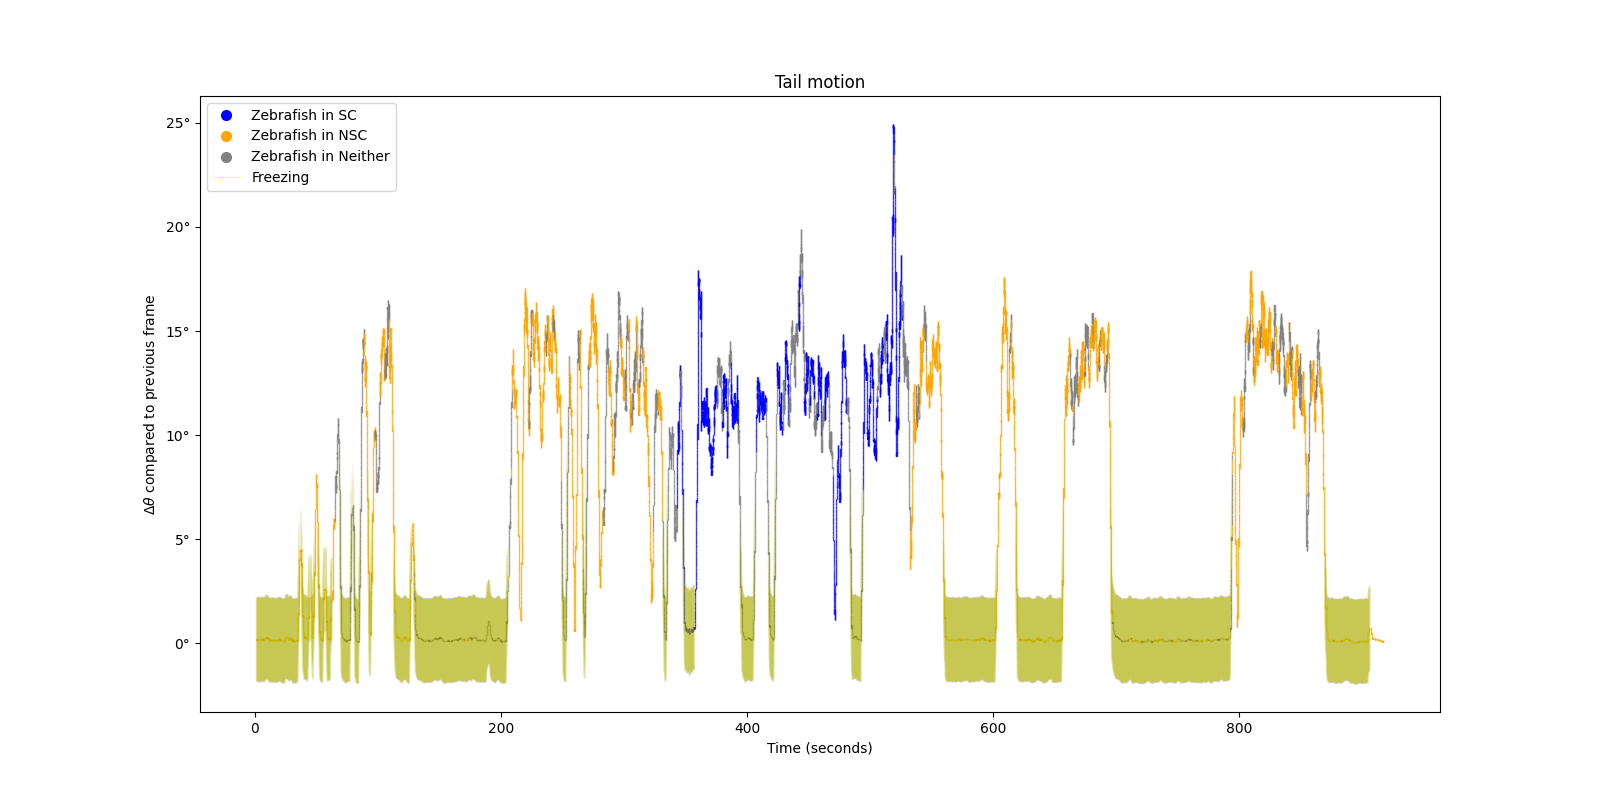 Tail motion
Zebrafish in SC
Zebrafish in NSC
Zebrafish in Neither
Freezing
25°
20°
15°
10°
5°
0°
Δθ compared to previous frame
0 200 400 600 800
Time (seconds)